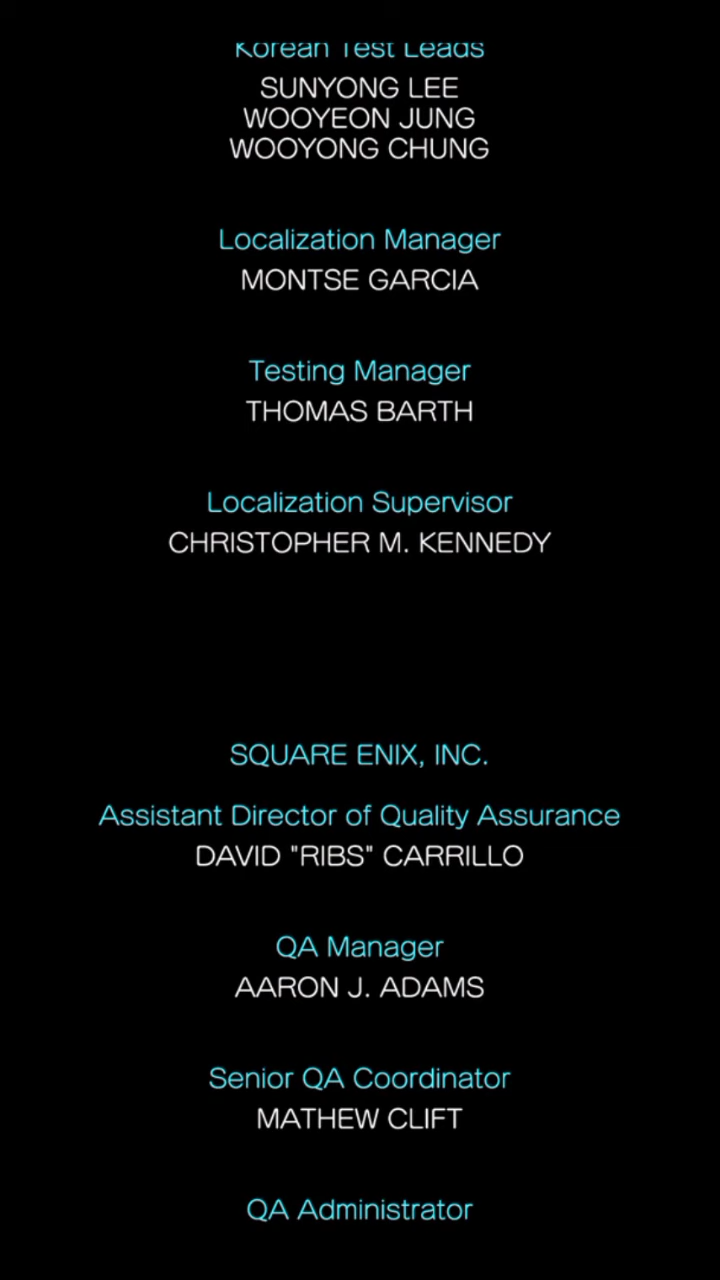 Korean Test Leads
SUNYONG LEE
WOOYEON JUNG
WOOYONG CHUNG
Localization Manager
MONTSE GARCIA
Testing Manager
THOMAS BARTH
Localization Supervisor
CHRISTOPHER M. KENNEDY
SQUARE ENIX, INC.
Assistant Director of Quality Assurance
DAVID "RIBS" CARRILLO
QA Manager
AARON J. ADAMS
Senior QA Coordinator
MATHEW CLIFT
QA Administrator